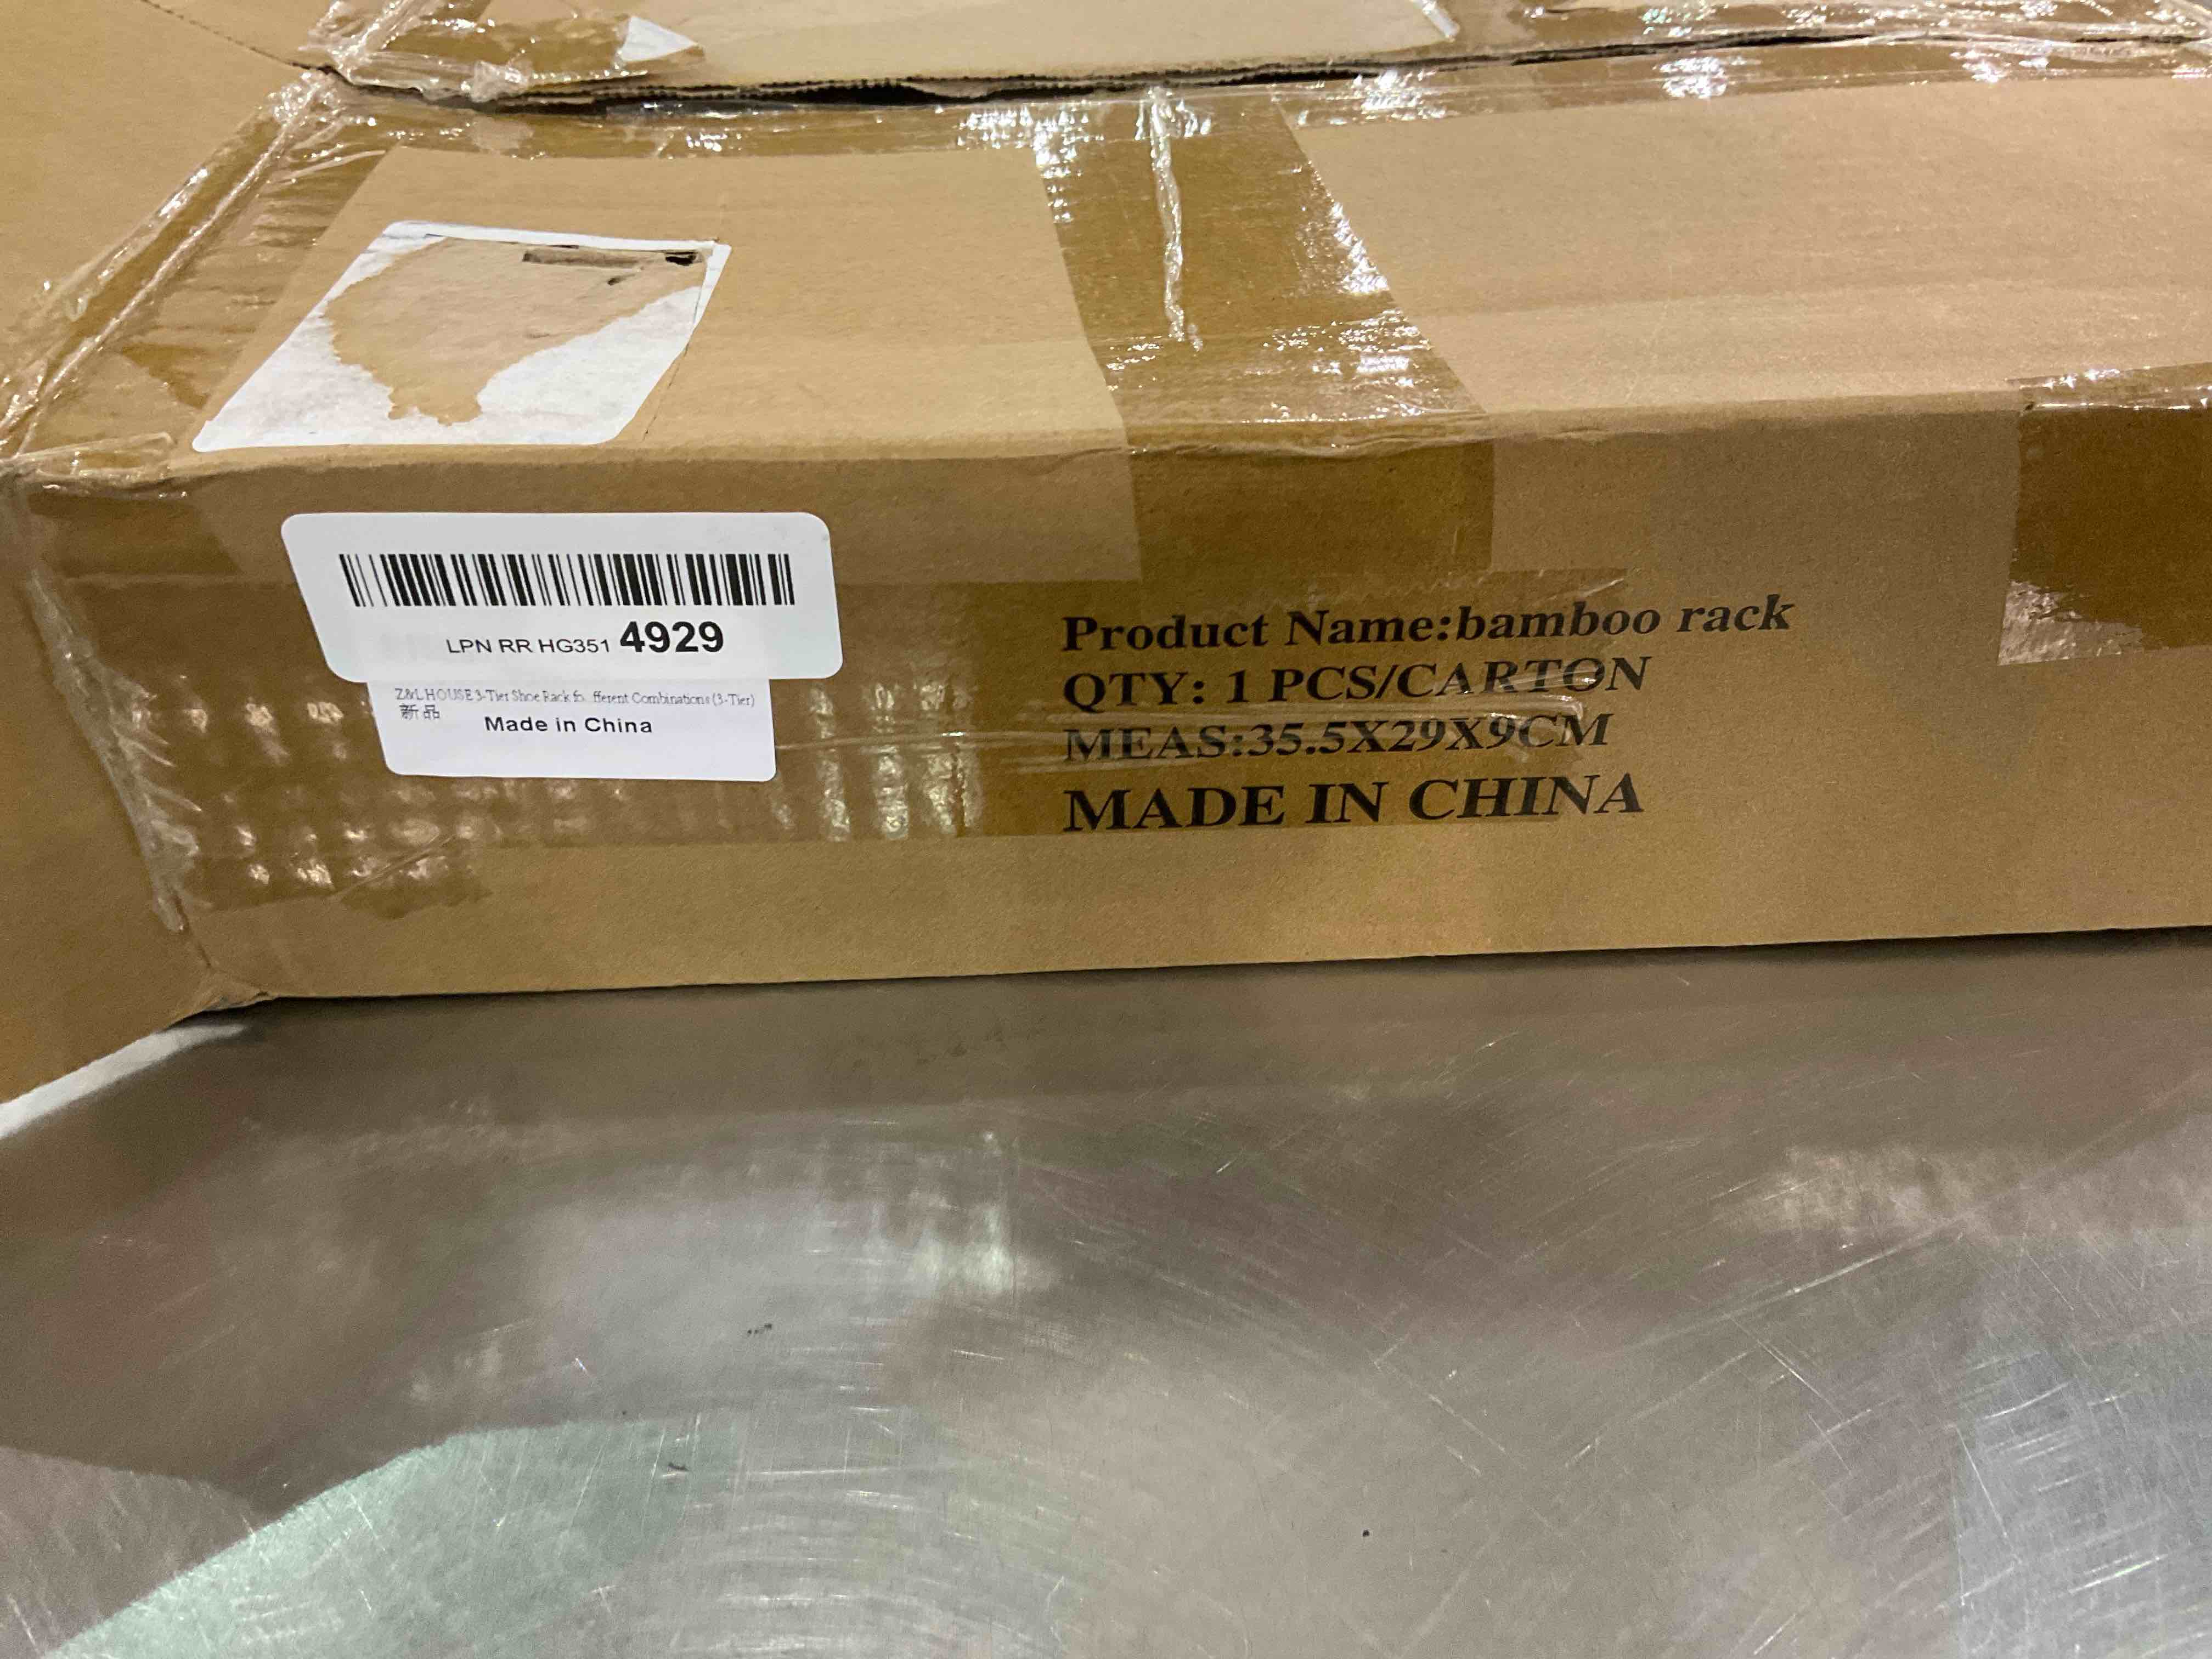 LPN RR HG351 4929
Z&L HOUSE 3-Tier Shoe Rack fo... fferent Combinations (3-Tier)
新品
Made in China
Product Name:bamboo rack
QTY: 1 PCS/CARTON
MEAS:35.5X29X9CM
MADE IN CHINA